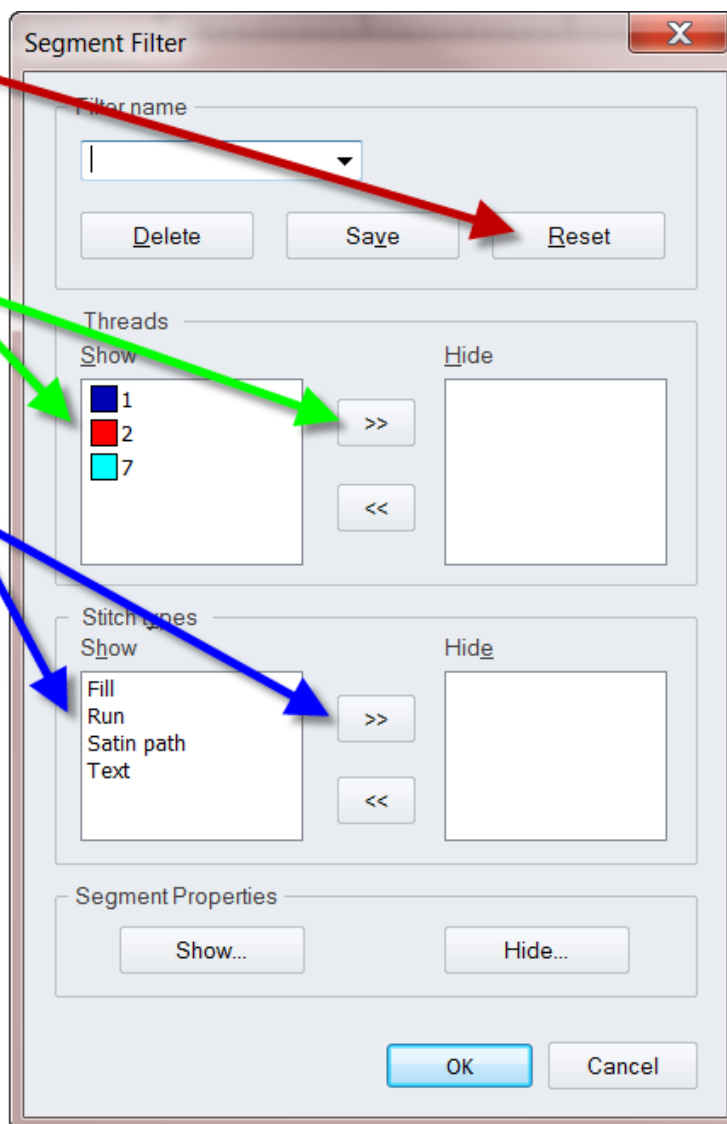 Segment Filter
X
Filter name
Delete Save Reset
Threads
Show Hide
1
2
7
>>
<<
Stitch types
Show Hide
Fill
Run
Satin path
Text
>>
<<
Segment Properties
Show... Hide...
OK Cancel